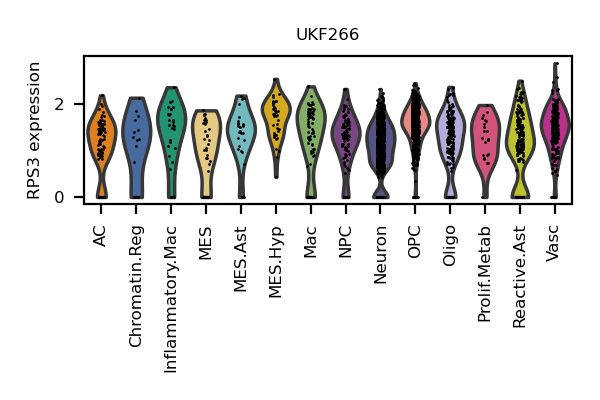 UKF266
RPS3 expression
2
0
AC
Chromatin.Reg
Inflammatory.Mac
MES
MES.Ast
MES.Hyp
Mac
NPC
Neuron
OPC
Oligo
Prolif.Metab
Reactive.Ast
Vasc